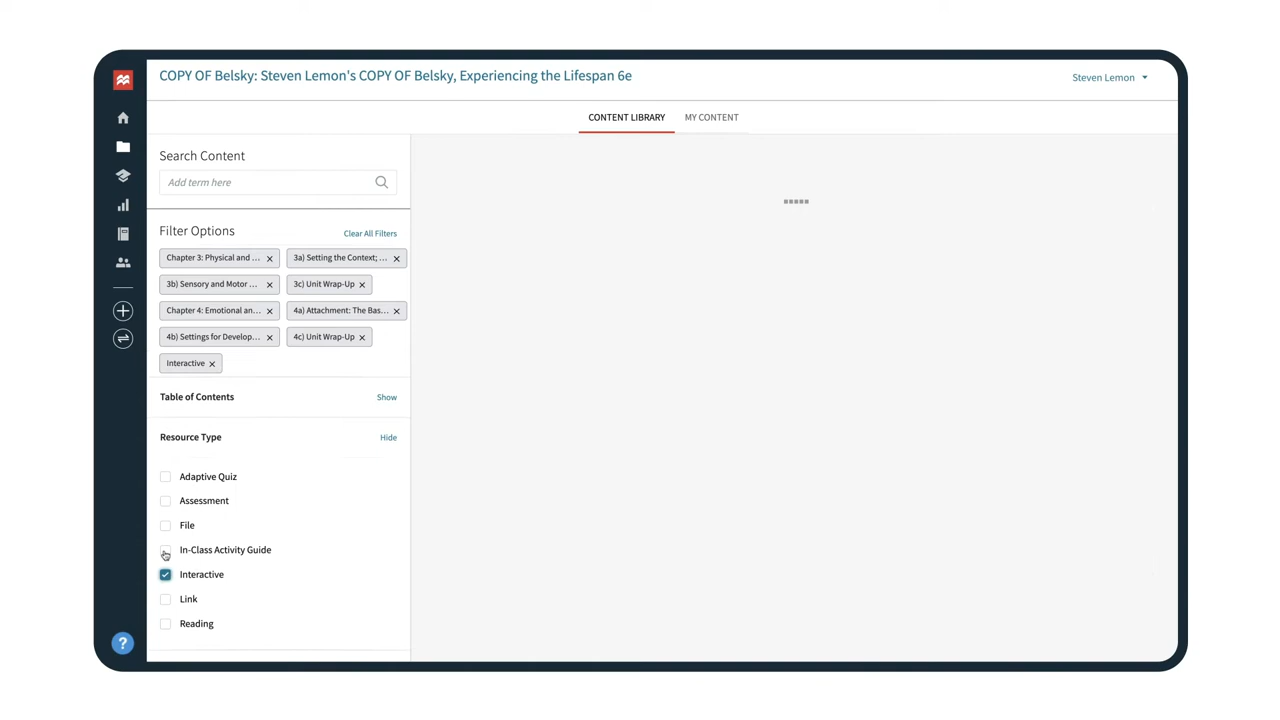 COPY OF Belsky: Steven Lemon's COPY OF Belsky, Experiencing the Lifespan 6e
Steven Lemon
CONTENT LIBRARY
MY CONTENT
Search Content
Add term here
Filter Options
Clear All Filters
Chapter 3: Physical and ...
3a) Setting the Context; ...
3b) Sensory and Motor ...
3c) Unit Wrap-Up
Chapter 4: Emotional an...
4a) Attachment: The Bas...
4b) Settings for Develop...
4c) Unit Wrap-Up
Interactive
Table of Contents
Show
Resource Type
Hide
Adaptive Quiz
Assessment
File
In-Class Activity Guide
Interactive
Link
Reading
?